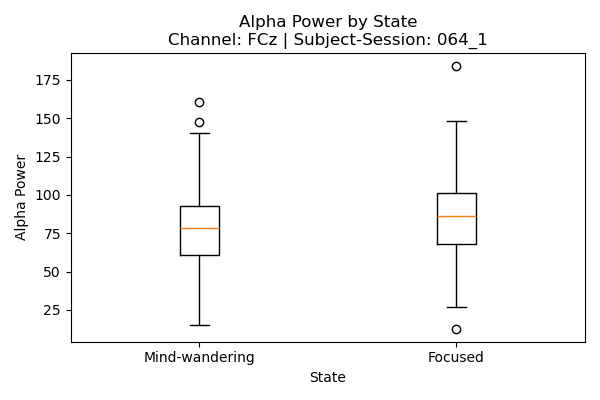 Alpha Power by State
Channel: FCz | Subject-Session: 064_1
175
150
125
100
75
50
25
Alpha Power
Mind-wandering
Focused
State